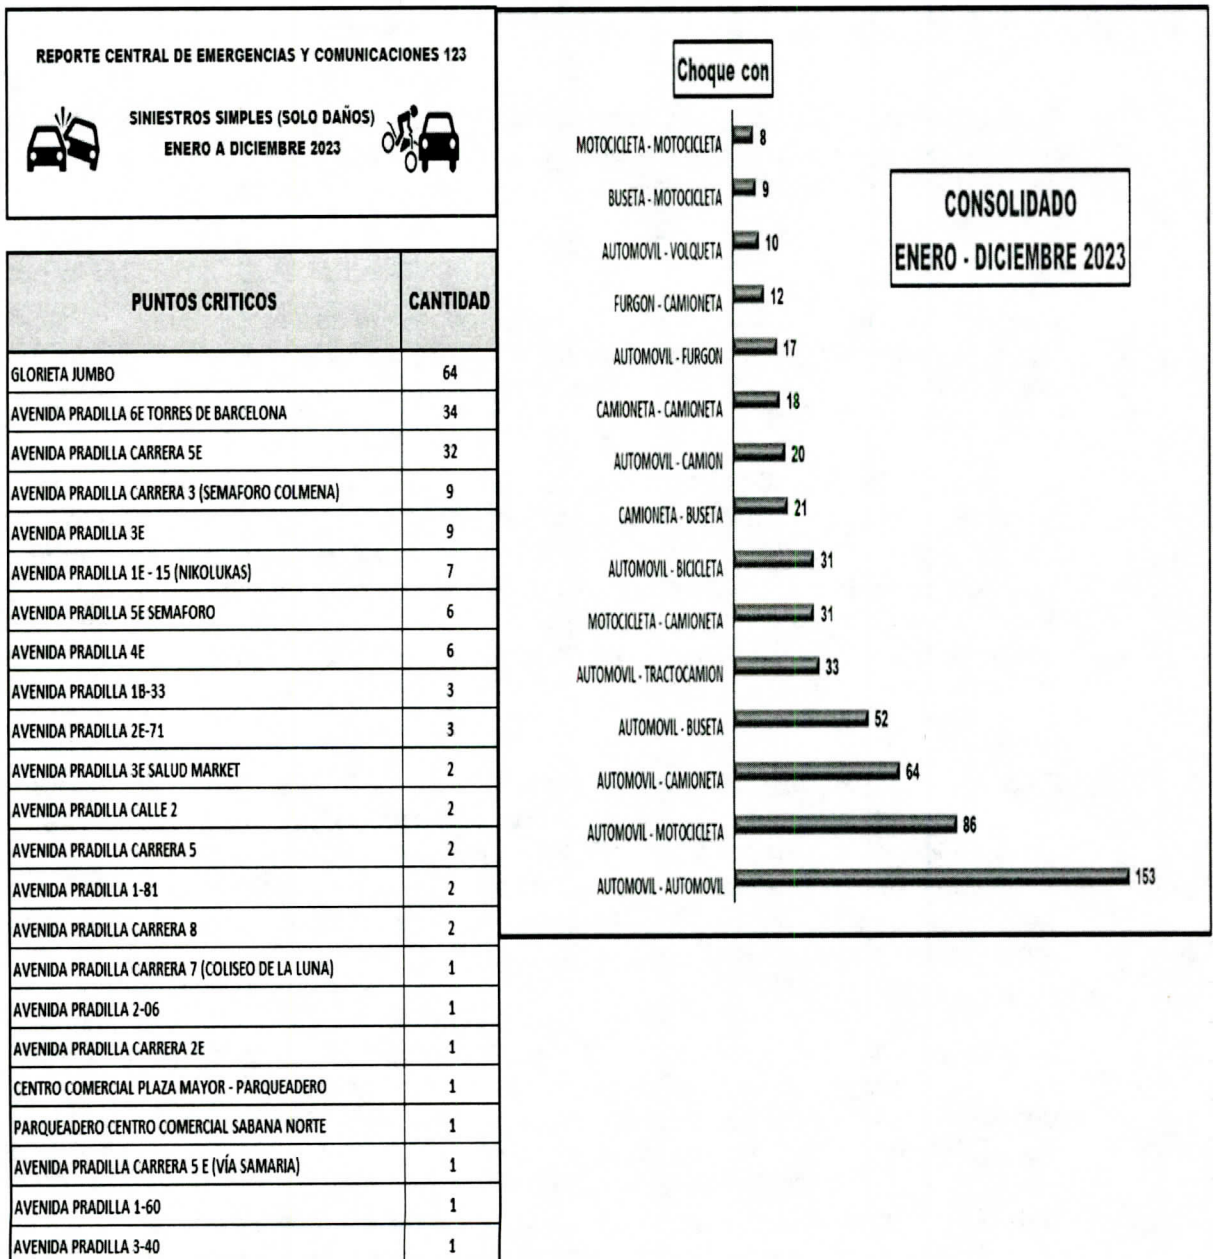 REPORTE CENTRAL DE EMERGENCIAS Y COMUNICACIONES 123
SINIESTROS SIMPLES (SOLO DAÑOS)
ENERO A DICIEMBRE 2023
PUNTOS CRITICOS CANTIDAD
GLORIETA JUMBO 64
AVENIDA PRADILLA 6E TORRES DE BARCELONA 34
AVENIDA PRADILLA CARRERA 5E 32
AVENIDA PRADILLA CARRERA 3 (SEMAFORO COLMENA) 9
AVENIDA PRADILLA 3E 9
AVENIDA PRADILLA 1E - 15 (NIKOLUKAS) 7
AVENIDA PRADILLA 5E SEMAFORO 6
AVENIDA PRADILLA 4E 6
AVENIDA PRADILLA 1B-33 3
AVENIDA PRADILLA 2E-71 3
AVENIDA PRADILLA 3E SALUD MARKET 2
AVENIDA PRADILLA CALLE 2 2
AVENIDA PRADILLA CARRERA 5 2
AVENIDA PRADILLA 1-81 2
AVENIDA PRADILLA CARRERA 8 2
AVENIDA PRADILLA CARRERA 7 (COLISEO DE LA LUNA) 1
AVENIDA PRADILLA 2-06 1
AVENIDA PRADILLA CARRERA 2E 1
CENTRO COMERCIAL PLAZA MAYOR - PARQUEADERO 1
PARQUEADERO CENTRO COMERCIAL SABANA NORTE 1
AVENIDA PRADILLA CARRERA 5 E (VÍA SAMARIA) 1
AVENIDA PRADILLA 1-60 1
AVENIDA PRADILLA 3-40 1
Choque con
CONSOLIDADO
ENERO - DICIEMBRE 2023
MOTOCICLETA - MOTOCICLETA 8
BUSETA - MOTOCICLETA 9
AUTOMOVIL - VOLQUETA 10
FURGON - CAMIONETA 12
AUTOMOVIL - FURGON 17
CAMIONETA - CAMIONETA 18
AUTOMOVIL - CAMION 20
CAMIONETA - BUSETA 21
AUTOMOVIL - BICICLETA 31
MOTOCICLETA - CAMIONETA 31
AUTOMOVIL - TRACTOCAMION 33
AUTOMOVIL - BUSETA 52
AUTOMOVIL - CAMIONETA 64
AUTOMOVIL - MOTOCICLETA 86
AUTOMOVIL - AUTOMOVIL 153